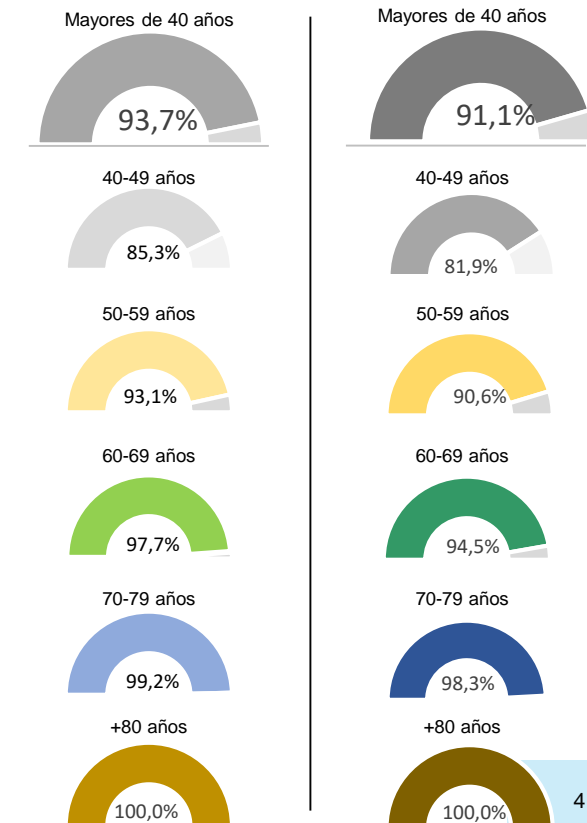 Mayores de 40 años
93,7%
40-49 años
85,3%
50-59 años
93,1%
60-69 años
97,7%
70-79 años
99,2%
+80 años
100,0%
Mayores de 40 años
91,1%
40-49 años
81,9%
50-59 años
90,6%
60-69 años
94,5%
70-79 años
98,3%
+80 años
100,0%
4